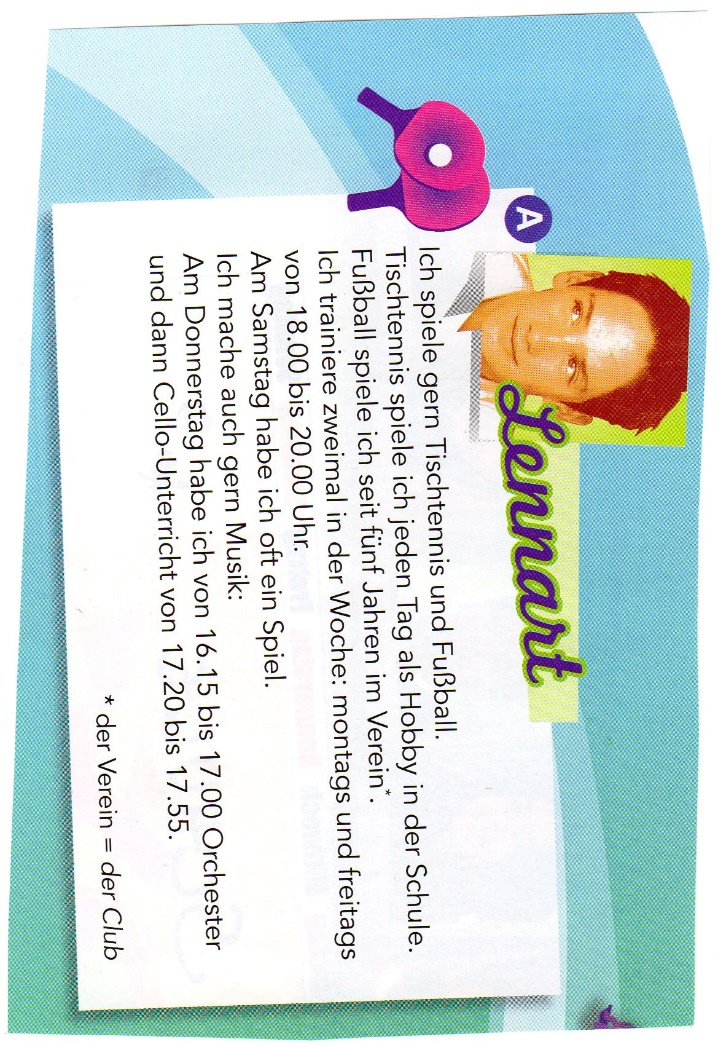 A
Lennart
Ich spiele gern Tischtennis und Fußball.
Tischtennis spiele ich jeden Tag als Hobby in der Schule.
Fußball spiele ich seit fünf Jahren im Verein*.
Ich trainiere zweimal in der Woche: montags und freitags
von 18.00 bis 20.00 Uhr.
Am Samstag habe ich oft ein Spiel.
Ich mache auch gern Musik:
Am Donnerstag habe ich von 16.15 bis 17.00 Orchester
und dann Cello-Unterricht von 17.20 bis 17.55.
* der Verein = der Club